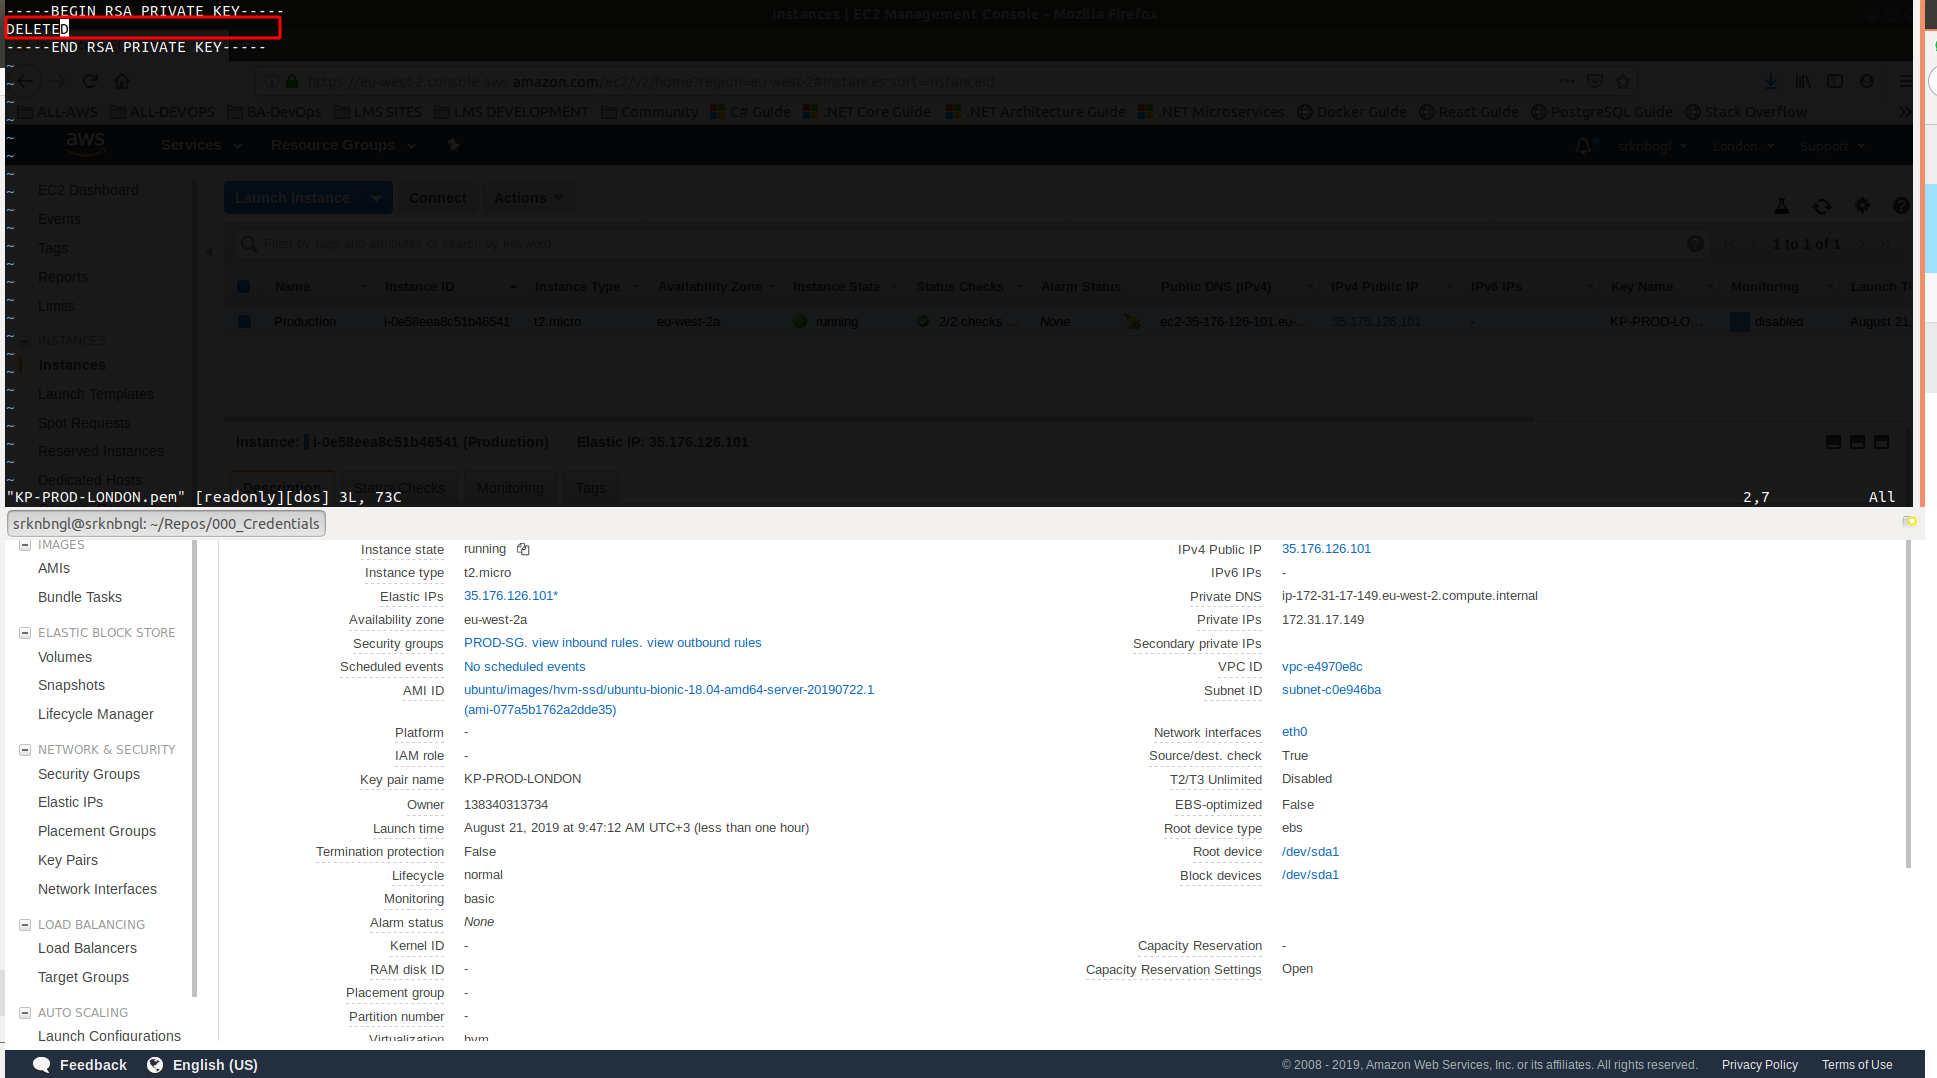 -----BEGIN RSA PRIVATE KEY-----
Instances | EC2 Management Console - Mozilla Firefox
DELETED
-----END RSA PRIVATE KEY-----
https://eu-west-2.console.aws.amazon.com/ec2/v2/home?region=eu-west-2#Instances:sort=instanceId
ALL-AWS ALL-DEVOPS BA-DevOps LMS SITES LMS DEVELOPMENT Community C# Guide .NET Core Guide .NET Architecture Guide .NET Microservices Docker Guide React Guide PostgreSQL Guide Stack Overflow
aws Services Resource Groups srknbngl London Support
EC2 Dashboard
Events
Tags
Reports
Limits
INSTANCES
Instances
Launch Templates
Spot Requests
Reserved Instances
Dedicated Hosts
Launch Instance Connect Actions
Filter by tags and attributes or search by keyword 1 to 1 of 1
Name Instance ID Instance Type Availability Zone Instance State Status Checks Alarm Status Public DNS (IPv4) IPv4 Public IP IPv6 IPs Key Name Monitoring Launch Ti
Production i-0e58eea8c51b46541 t2.micro eu-west-2a running 2/2 checks ... None ec2-35-176-126-101.eu-... 35.176.126.101 - KP-PROD-LO... disabled August 21
Instance: i-0e58eea8c51b46541 (Production) Elastic IP: 35.176.126.101
Description Status Checks Monitoring Tags
"KP-PROD-LONDON.pem" [readonly][dos] 3L, 73C 2,7 All
srknbngl@srknbngl: ~/Repos/000_Credentials
IMAGES
AMIs
Bundle Tasks
ELASTIC BLOCK STORE
Volumes
Snapshots
Lifecycle Manager
NETWORK & SECURITY
Security Groups
Elastic IPs
Placement Groups
Key Pairs
Network Interfaces
LOAD BALANCING
Load Balancers
Target Groups
AUTO SCALING
Launch Configurations
Instance state running
Instance type t2.micro
Elastic IPs 35.176.126.101*
Availability zone eu-west-2a
Security groups PROD-SG. view inbound rules. view outbound rules
Scheduled events No scheduled events
AMI ID ubuntu/images/hvm-ssd/ubuntu-bionic-18.04-amd64-server-20190722.1
(ami-077a5b1762a2dde35)
Platform -
IAM role -
Key pair name KP-PROD-LONDON
Owner 138340313734
Launch time August 21, 2019 at 9:47:12 AM UTC+3 (less than one hour)
Termination protection False
Lifecycle normal
Monitoring basic
Alarm status None
Kernel ID -
RAM disk ID -
Placement group -
Partition number -
Virtualization hvm
IPv4 Public IP 35.176.126.101
IPv6 IPs -
Private DNS ip-172-31-17-149.eu-west-2.compute.internal
Private IPs 172.31.17.149
Secondary private IPs
VPC ID vpc-e4970e8c
Subnet ID subnet-c0e946ba
Network interfaces eth0
Source/dest. check True
T2/T3 Unlimited Disabled
EBS-optimized False
Root device type ebs
Root device /dev/sda1
Block devices /dev/sda1
Capacity Reservation -
Capacity Reservation Settings Open
Feedback English (US) © 2008 - 2019, Amazon Web Services, Inc. or its affiliates. All rights reserved. Privacy Policy Terms of Use